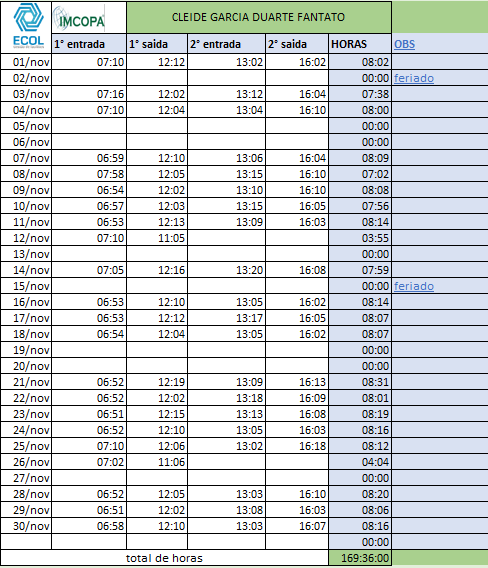 IMCOPA CLEIDE GARCIA DUARTE FANTATO
ECOL 1° entrada 1° saida 2° entrada 2° saida HORAS OBS
01/nov 07:10 12:12 13:02 16:02 08:02
02/nov 00:00 feriado
03/nov 07:16 12:02 13:12 16:04 07:38
04/nov 07:10 12:04 13:04 16:10 08:00
05/nov 00:00
06/nov 00:00
07/nov 06:59 12:10 13:06 16:04 08:09
08/nov 07:58 12:05 13:15 16:10 07:02
09/nov 06:54 12:02 13:10 16:10 08:08
10/nov 06:57 12:03 13:15 16:05 07:56
11/nov 06:53 12:13 13:09 16:03 08:14
12/nov 07:10 11:05 03:55
13/nov 00:00
14/nov 07:05 12:16 13:20 16:08 07:59
15/nov 00:00 feriado
16/nov 06:53 12:10 13:05 16:02 08:14
17/nov 06:53 12:12 13:17 16:05 08:07
18/nov 06:54 12:04 13:05 16:02 08:07
19/nov 00:00
20/nov 00:00
21/nov 06:52 12:19 13:09 16:13 08:31
22/nov 06:52 12:02 13:18 16:09 08:01
23/nov 06:51 12:15 13:13 16:08 08:19
24/nov 06:52 12:10 13:05 16:03 08:16
25/nov 07:10 12:06 13:02 16:18 08:12
26/nov 07:02 11:06 04:04
27/nov 00:00
28/nov 06:52 12:05 13:03 16:10 08:20
29/nov 06:51 12:02 13:08 16:03 08:06
30/nov 06:58 12:10 13:03 16:07 08:16
00:00
total de horas 169:36:00